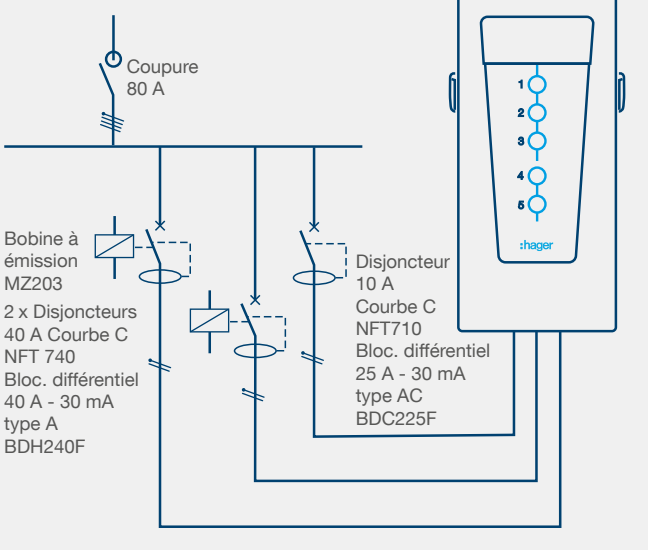 Coupure
80 A
Bobine à
émission
MZ203
2 x Disjoncteurs
40 A Courbe C
NFT 740
Bloc. différentiel
40 A - 30 mA
type A
BDH240F
Disjoncteur
10 A
Courbe C
NFT710
Bloc. différentiel
25 A - 30 mA
type AC
BDC225F
1
2
3
4
5
:hager